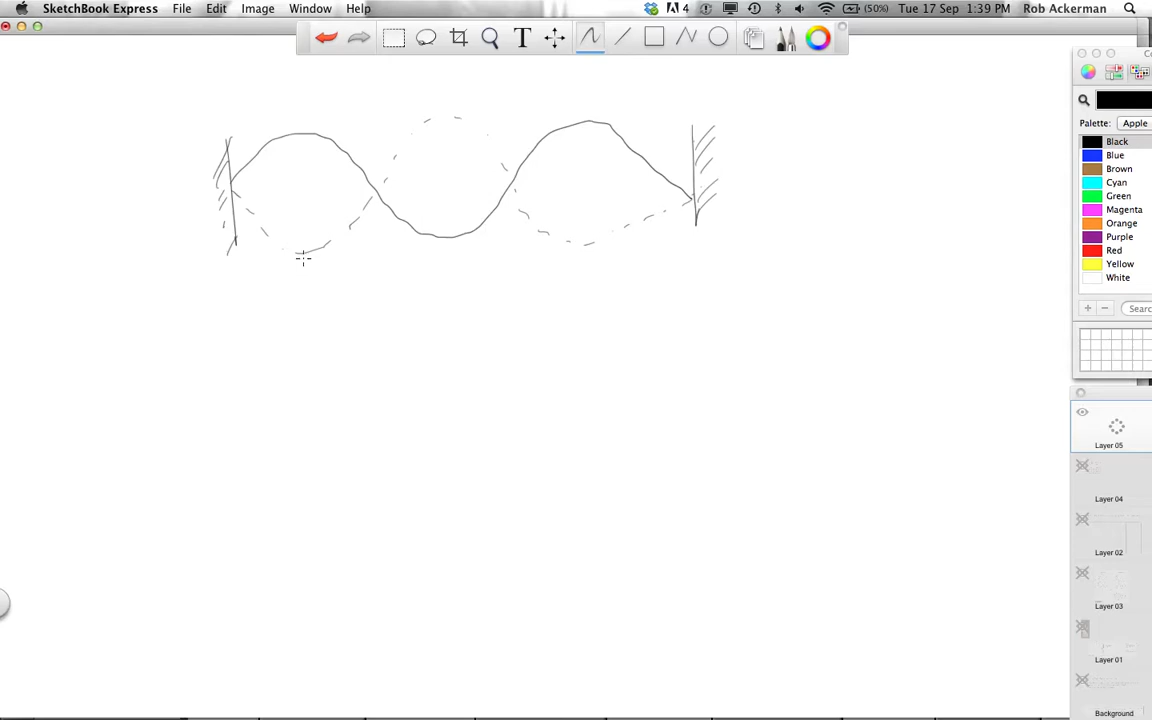 SketchBook Express File Edit Image Window Help 4 (50%) Tue 17 Sep 1:39 PM Rob Ackerman
T
Palette: Apple
Black
Blue
Brown
Cyan
Green
Magenta
Orange
Purple
Red
Yellow
White
Layer 05
Layer 04
Layer 02
Layer 03
Layer 01
Background